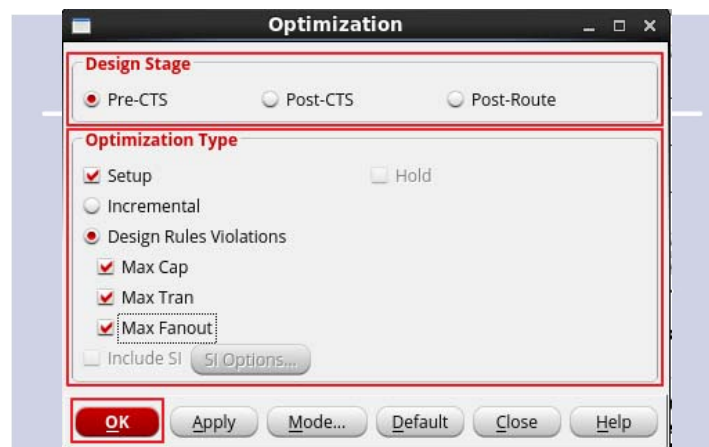 Optimization
Design Stage
Pre-CTS Post-CTS Post-Route
Optimization Type
Setup Hold
Incremental
Design Rules Violations
Max Cap
Max Tran
Max Fanout
Include SI SI Options...
OK Apply Mode... Default Close Help